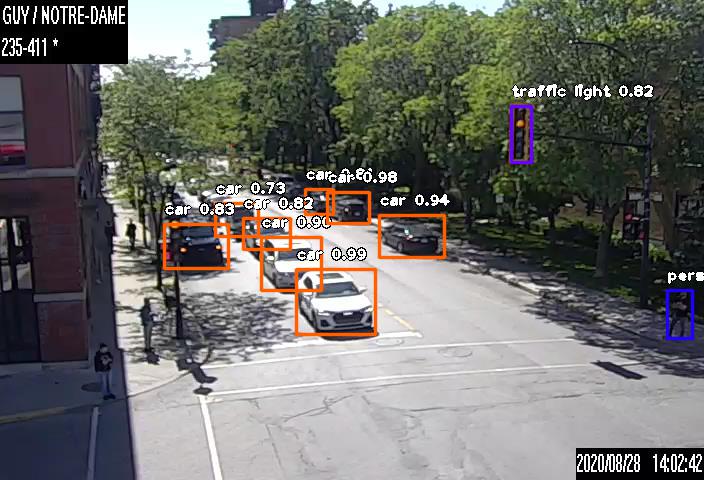 GUY / NOTRE-DAME
235-411 *
traffic light 0.82
car 0.98
car 0.73
car 0.94
car 0.82
car 0.83
car 0.90
car 0.99
pers
2020/08/28 14:02:42